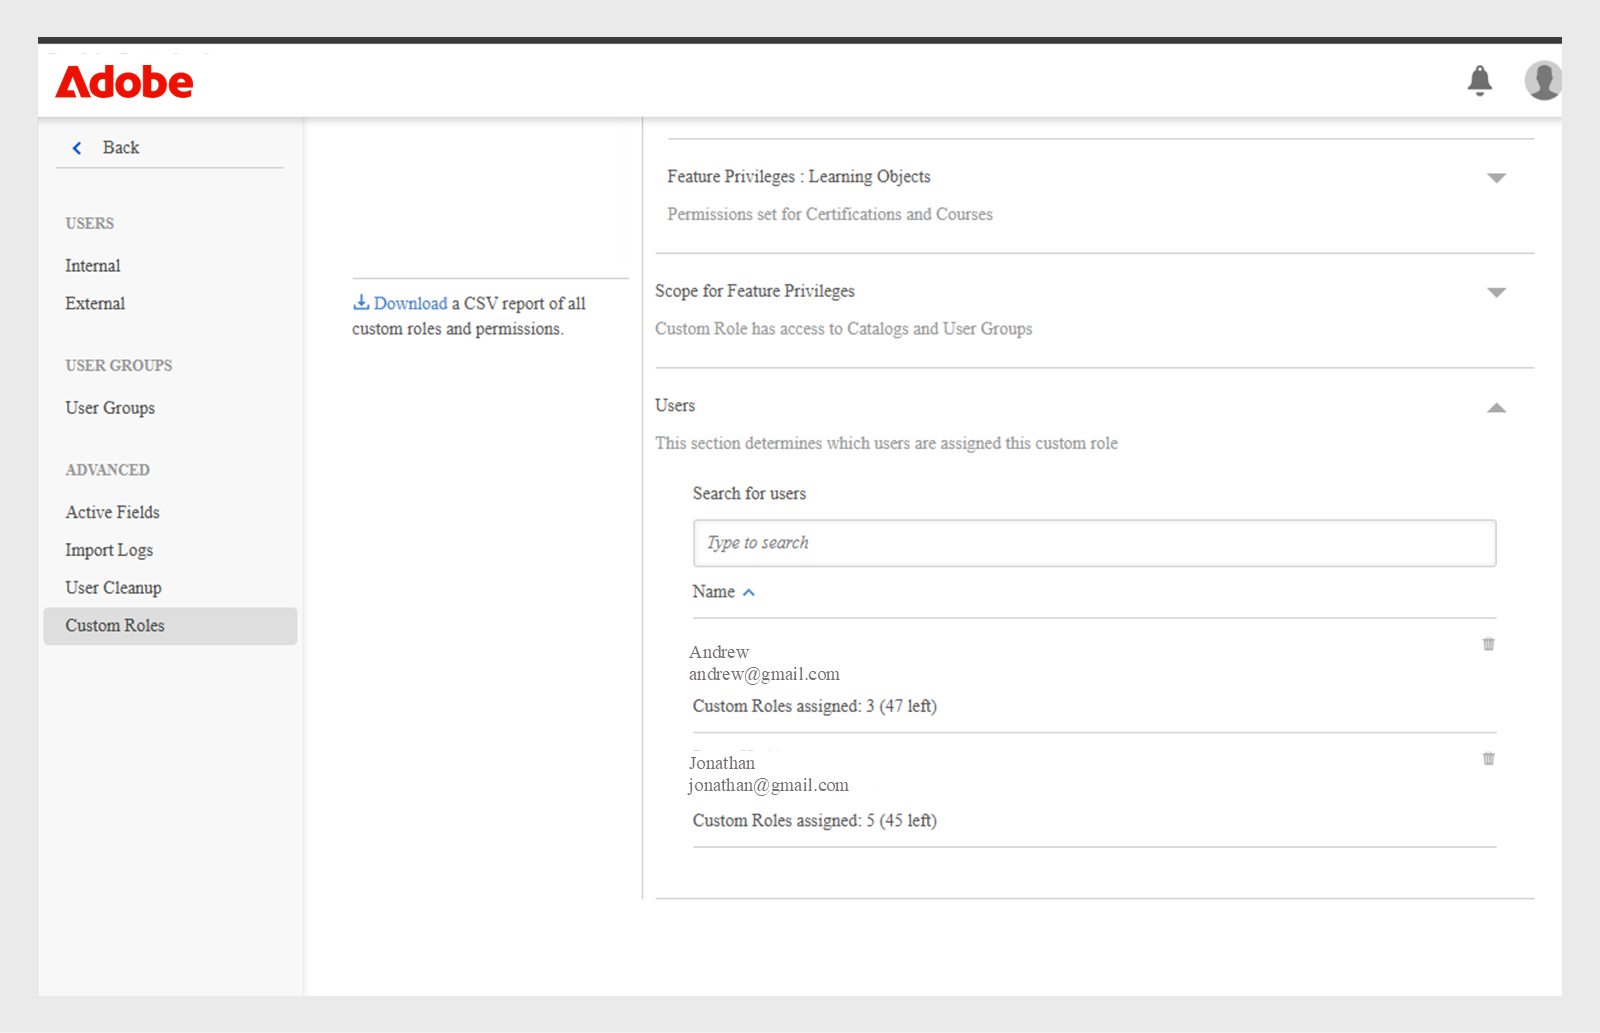 Adobe
Back
USERS
Internal
External
USER GROUPS
User Groups
ADVANCED
Active Fields
Import Logs
User Cleanup
Custom Roles
Download a CSV report of all
custom roles and permissions.
Feature Privileges : Learning Objects
Permissions set for Certifications and Courses
Scope for Feature Privileges
Custom Role has access to Catalogs and User Groups
Users
This section determines which users are assigned this custom role
Search for users
Type to search
Name
Andrew
andrew@gmail.com
Custom Roles assigned: 3 (47 left)
Jonathan
jonathan@gmail.com
Custom Roles assigned: 5 (45 left)